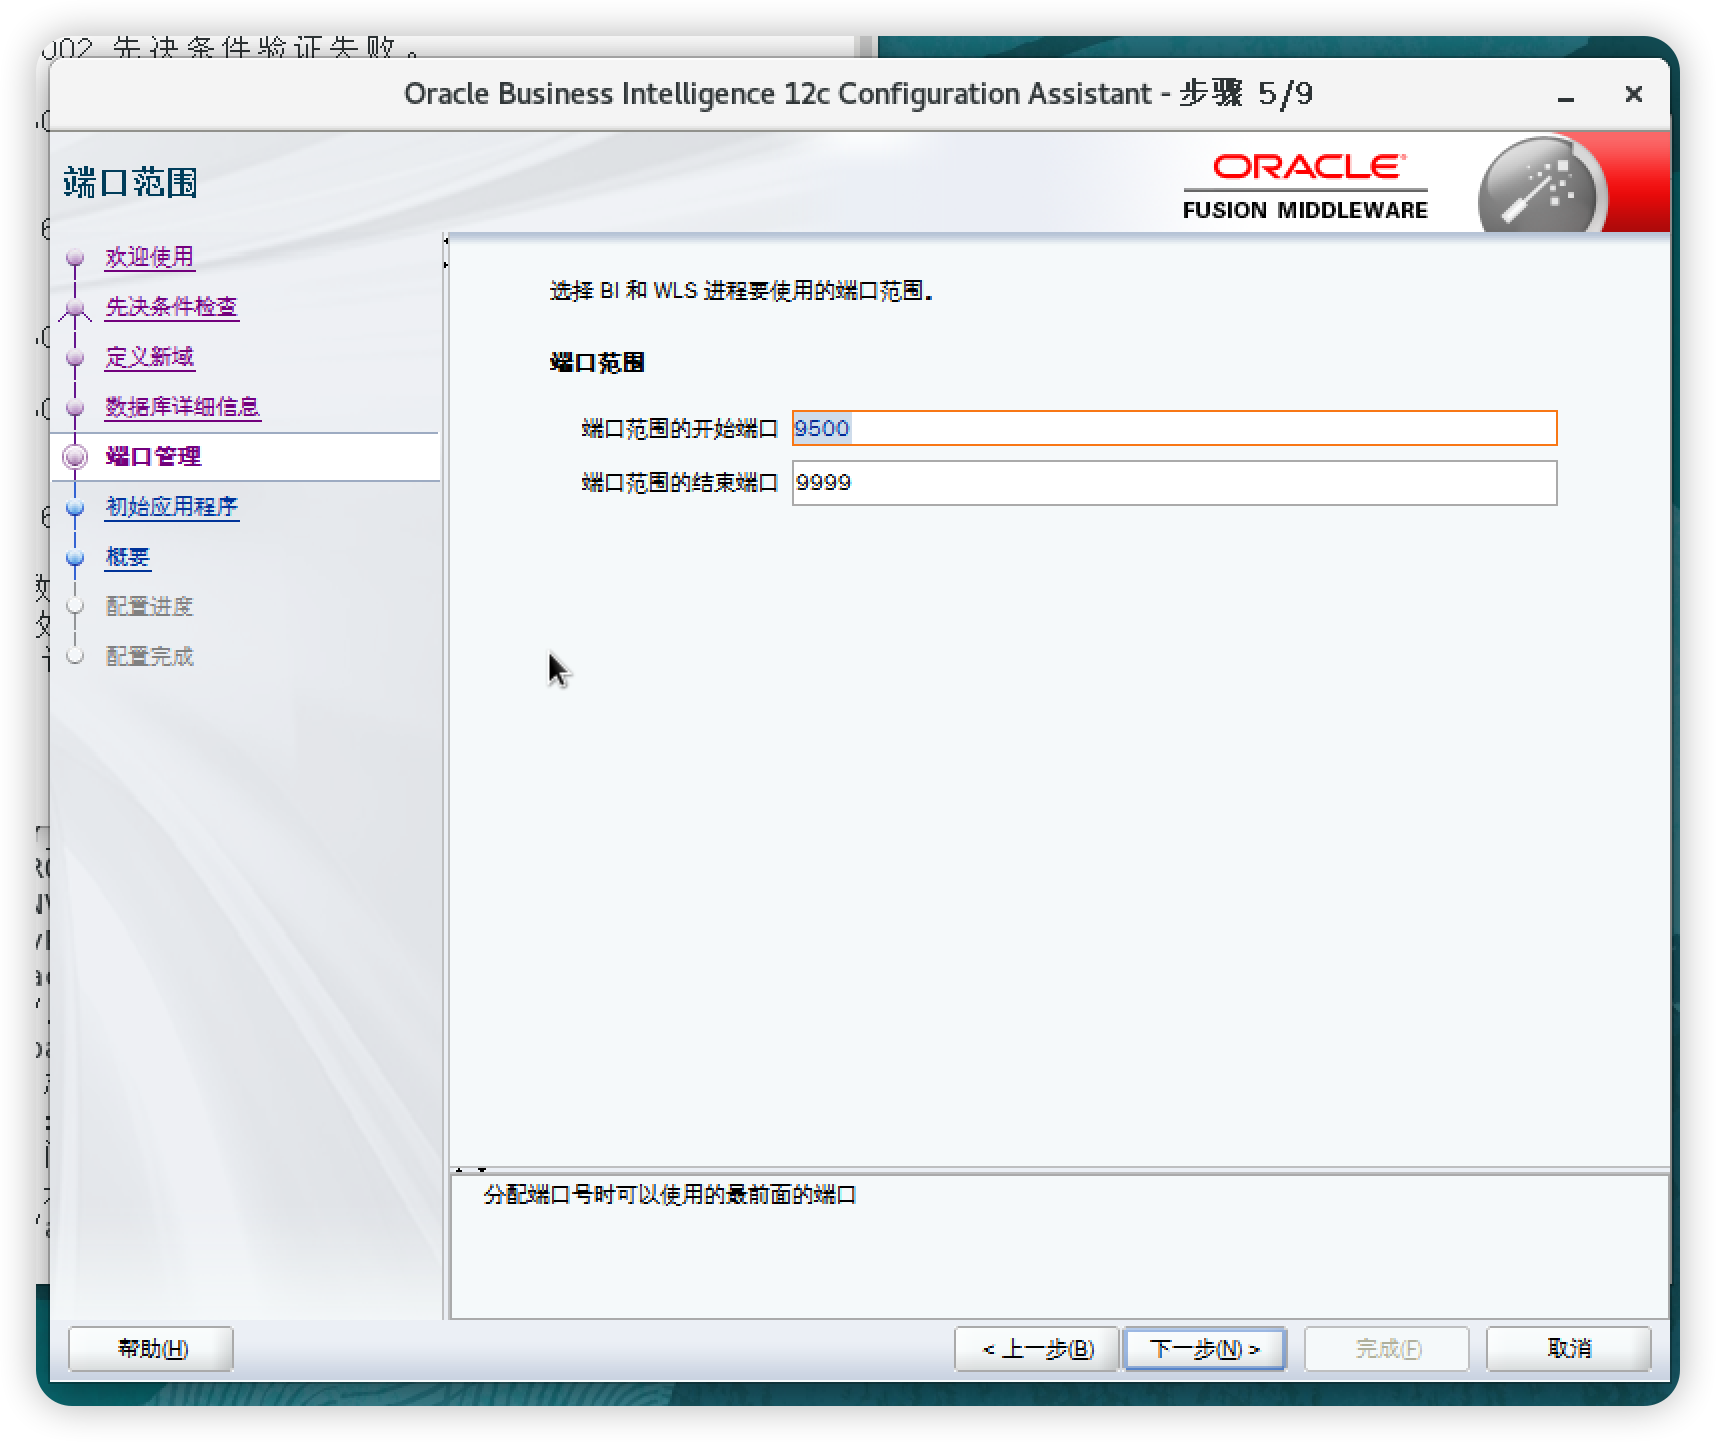 002 先决条件验证失败。
Oracle Business Intelligence 12c Configuration Assistant - 步骤 5/9
端口范围
ORACLE
FUSION MIDDLEWARE
欢迎使用
先决条件检查
定义新域
数据库详细信息
端口管理
初始应用程序
概要
配置进度
配置完成
选择 BI 和 WLS 进程要使用的端口范围。
端口范围
端口范围的开始端口 9500
端口范围的结束端口 9999
分配端口号时可以使用的最前面的端口
帮助(H)
< 上一步(B)
下一步(N) >
完成(F)
取消